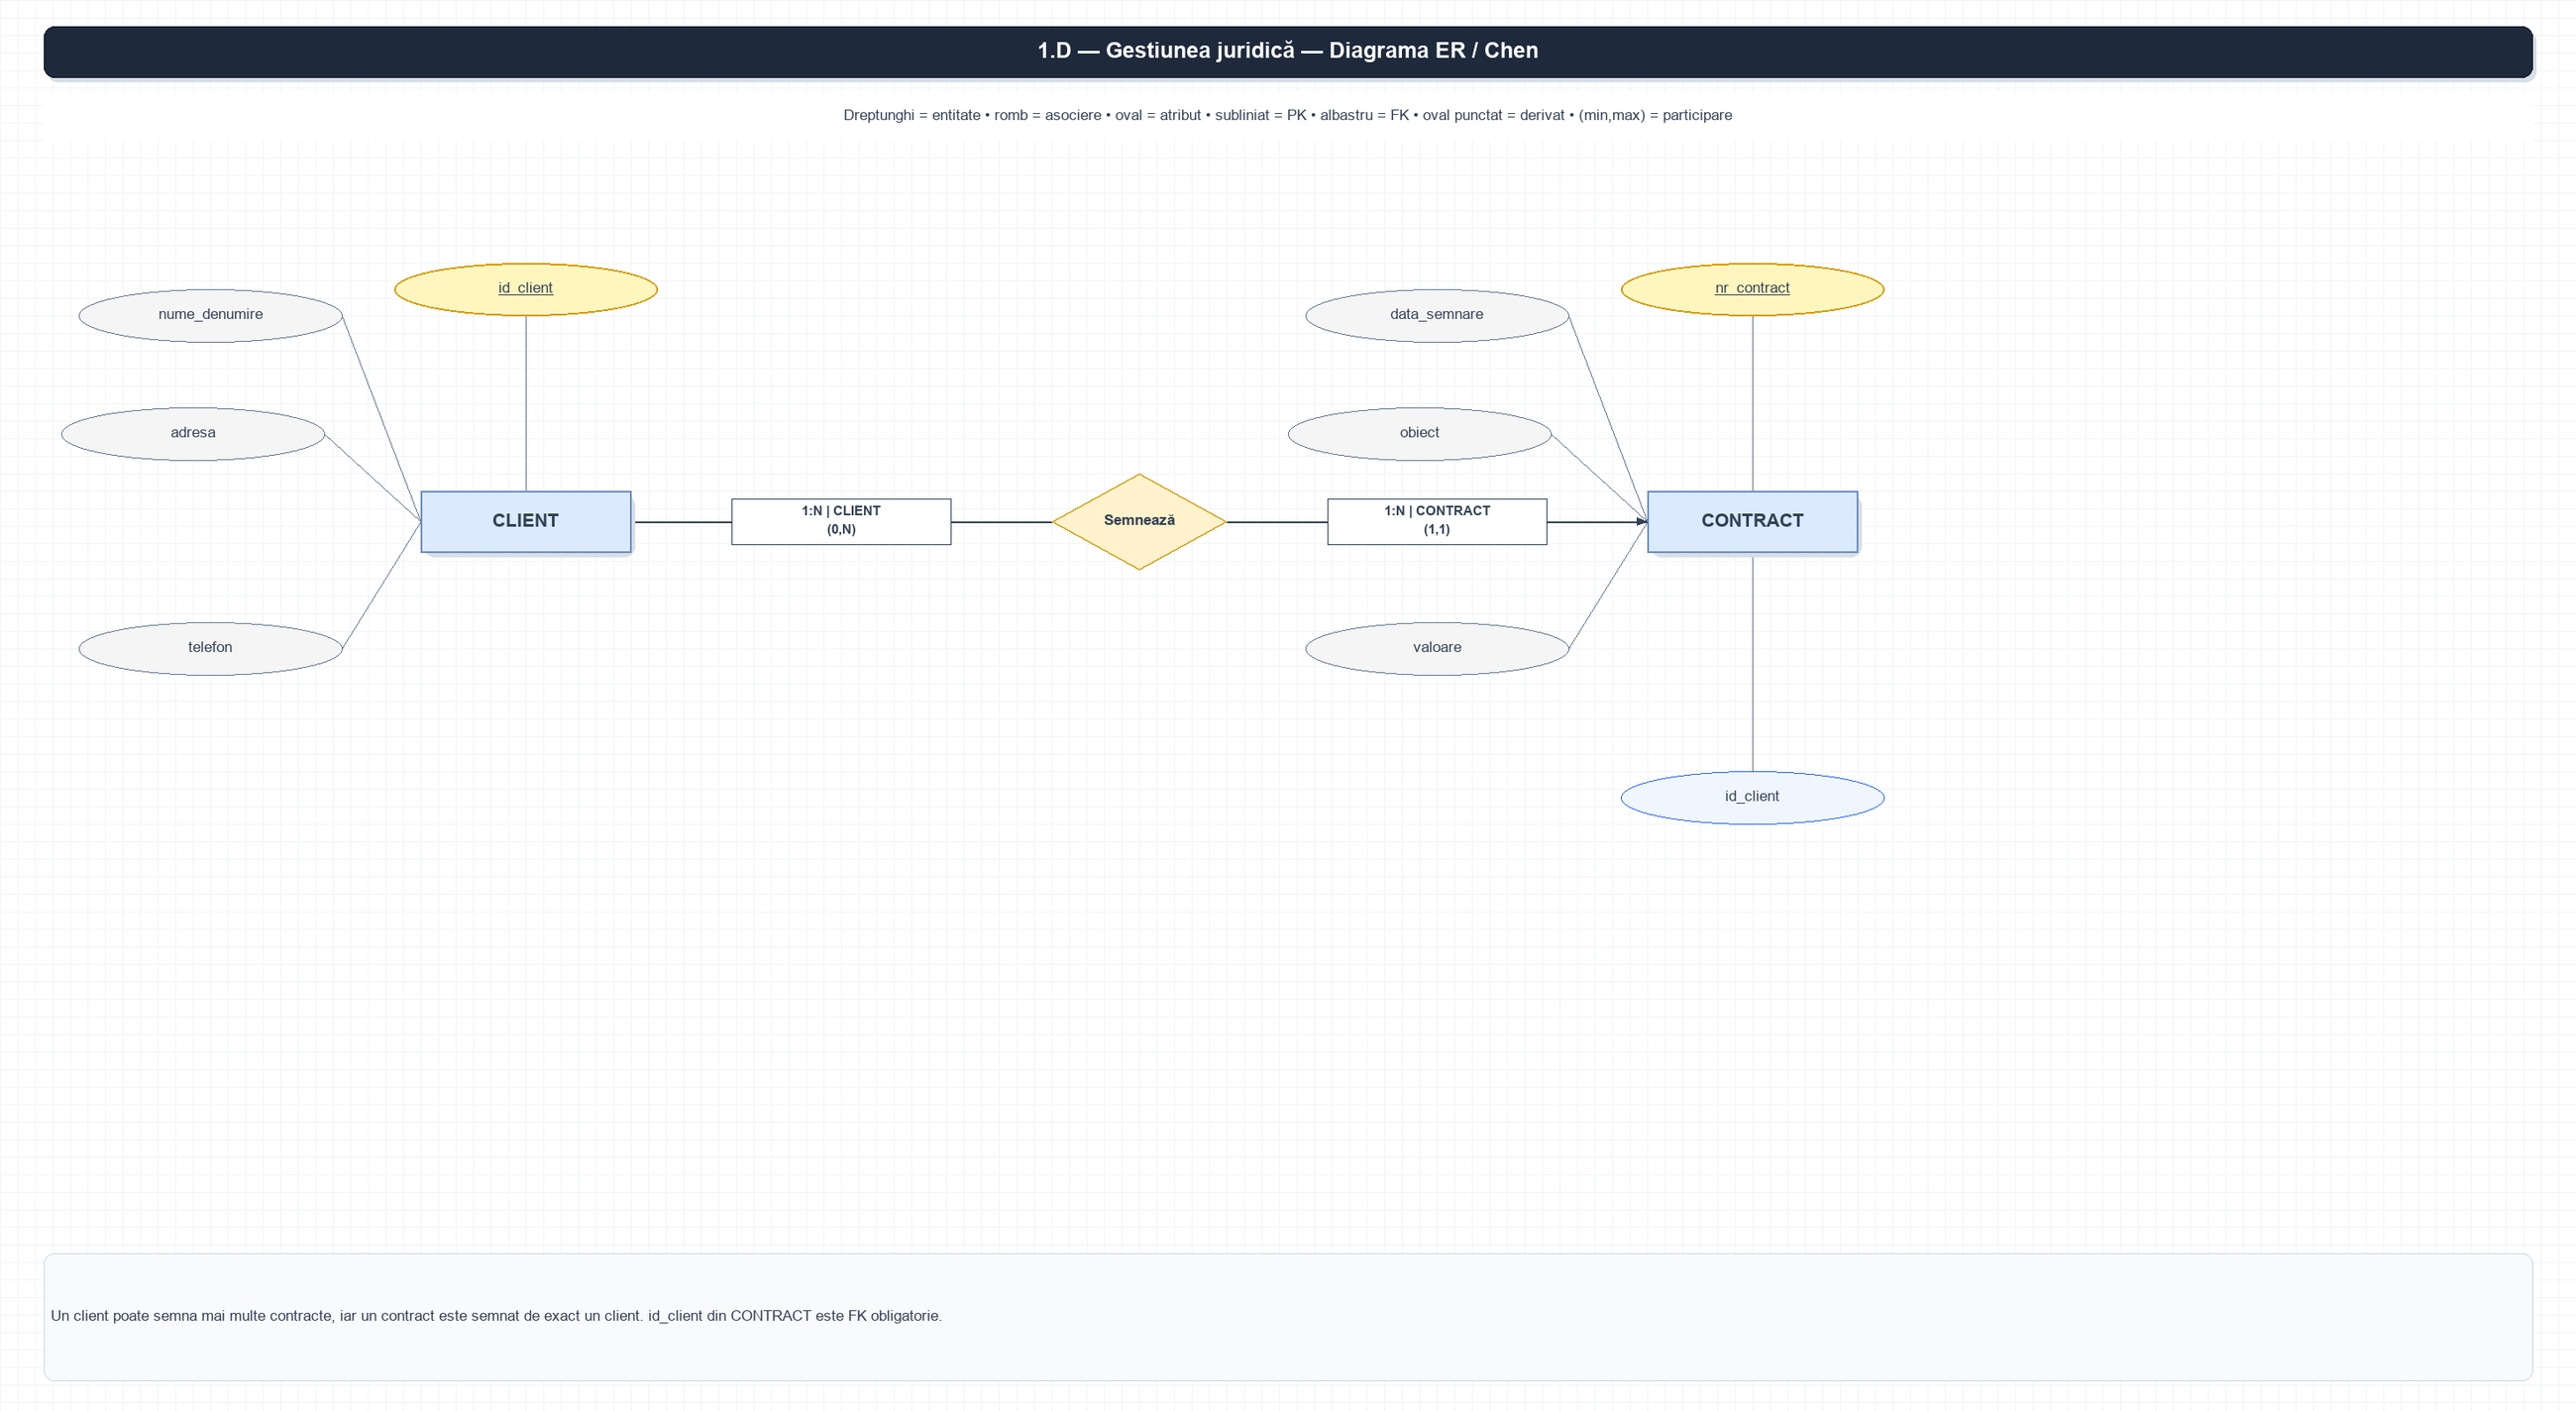 1.D — Gestiunea juridică — Diagrama ER / Chen
Dreptunghi = entitate • romb = asociere • oval = atribut • subliniat = PK • albastru = FK • oval punctat = derivat • (min,max) = participare
id_client
nume_denumire
adresa
CLIENT
telefon
1:N | CLIENT
(0,N)
Semnează
1:N | CONTRACT
(1,1)
nr_contract
data_semnare
obiect
CONTRACT
valoare
id_client
Un client poate semna mai multe contracte, iar un contract este semnat de exact un client. id_client din CONTRACT este FK obligatorie.